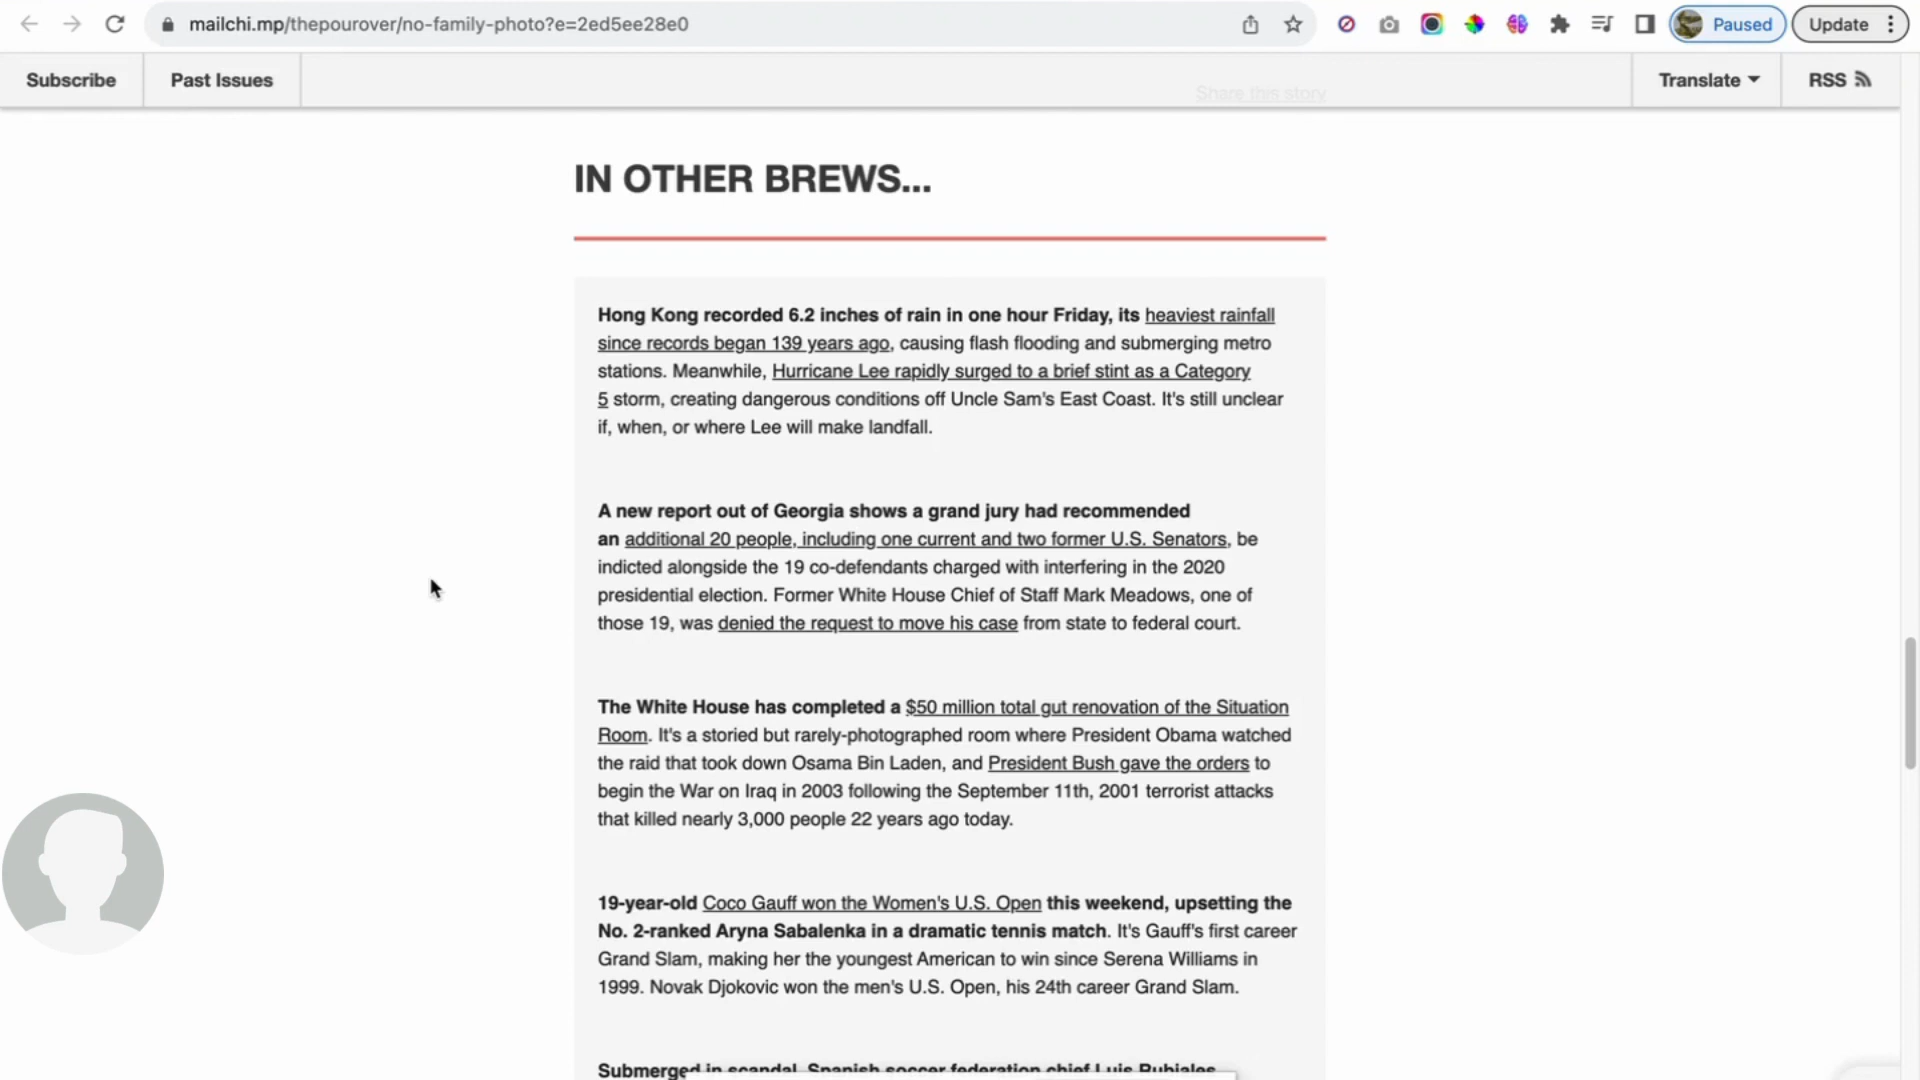 mailchi.mp/thepourover/no-family-photo?e=2ed5ee28e0
Paused
Update
Subscribe
Past Issues
Share this story
Translate
RSS
IN OTHER BREWS...
Hong Kong recorded 6.2 inches of rain in one hour Friday, its heaviest rainfall
since records began 139 years ago, causing flash flooding and submerging metro
stations. Meanwhile, Hurricane Lee rapidly surged to a brief stint as a Category
5 storm, creating dangerous conditions off Uncle Sam's East Coast. It's still unclear
if, when, or where Lee will make landfall.
A new report out of Georgia shows a grand jury had recommended
an additional 20 people, including one current and two former U.S. Senators, be
indicted alongside the 19 co-defendants charged with interfering in the 2020
presidential election. Former White House Chief of Staff Mark Meadows, one of
those 19, was denied the request to move his case from state to federal court.
The White House has completed a $50 million total gut renovation of the Situation
Room. It's a storied but rarely-photographed room where President Obama watched
the raid that took down Osama Bin Laden, and President Bush gave the orders to
begin the War on Iraq in 2003 following the September 11th, 2001 terrorist attacks
that killed nearly 3,000 people 22 years ago today.
19-year-old Coco Gauff won the Women's U.S. Open this weekend, upsetting the
No. 2-ranked Aryna Sabalenka in a dramatic tennis match. It's Gauff's first career
Grand Slam, making her the youngest American to win since Serena Williams in
1999. Novak Djokovic won the men's U.S. Open, his 24th career Grand Slam.
Submerged in scandal, Spanish soccer federation chief Luis Rubiales